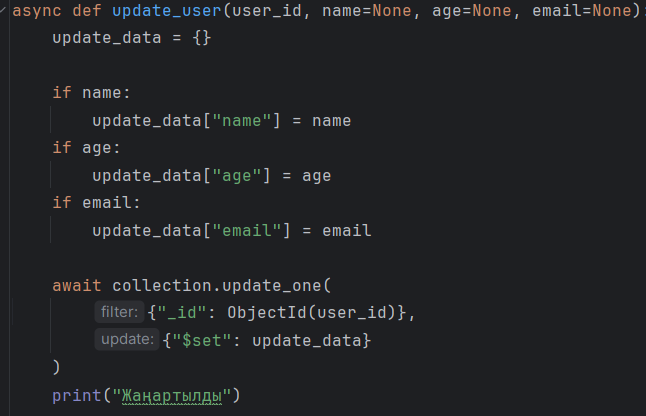 async def update_user(user_id, name=None, age=None, email=None):
    update_data = {}

    if name:
        update_data["name"] = name
    if age:
        update_data["age"] = age
    if email:
        update_data["email"] = email

    await collection.update_one(
        filter: {"_id": ObjectId(user_id)},
        update: {"$set": update_data}
    )
    print("Жаңартылды")